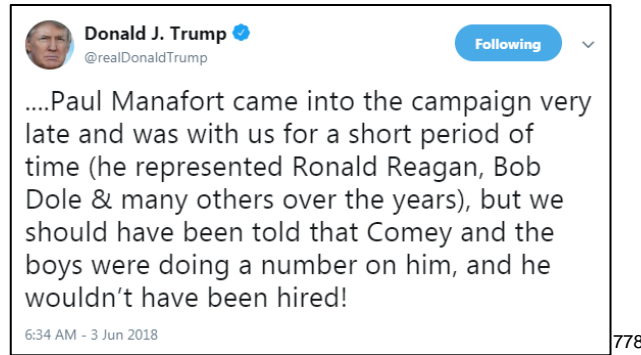 Donald J. Trump
@realDonaldTrump
Following
....Paul Manafort came into the campaign very
late and was with us for a short period of
time (he represented Ronald Reagan, Bob
Dole & many others over the years), but we
should have been told that Comey and the
boys were doing a number on him, and he
wouldn't have been hired!
6:34 AM - 3 Jun 2018
778